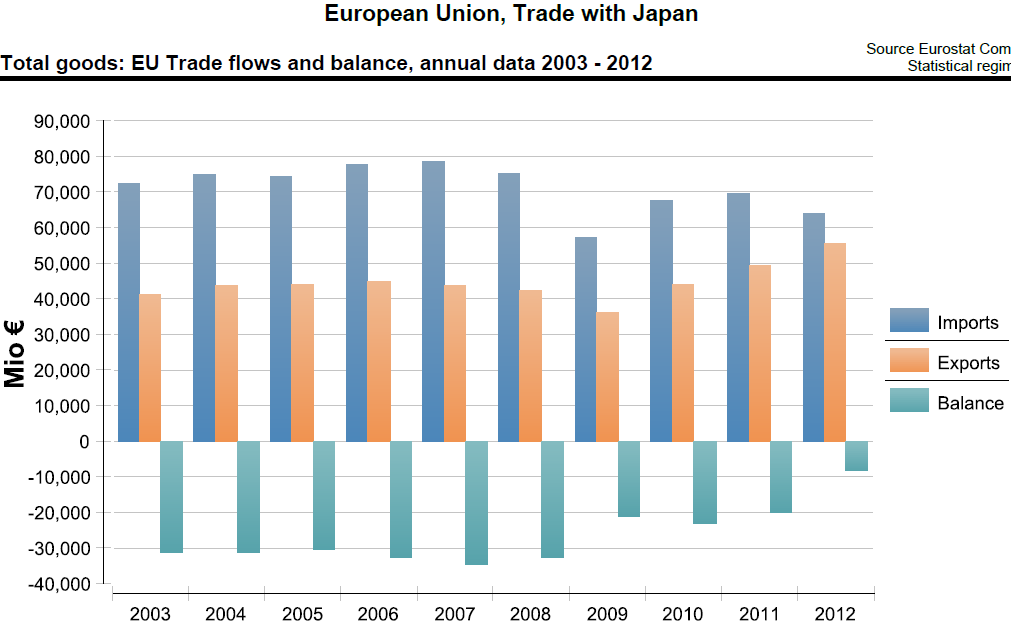 European Union, Trade with Japan
Source Eurostat Com
Total goods: EU Trade flows and balance, annual data 2003 - 2012
Statistical regim
90,000
80,000
70,000
60,000
50,000
40,000
30,000
20,000
10,000
0
-10,000
-20,000
-30,000
-40,000
Mio €
Imports
Exports
Balance
2003 2004 2005 2006 2007 2008 2009 2010 2011 2012